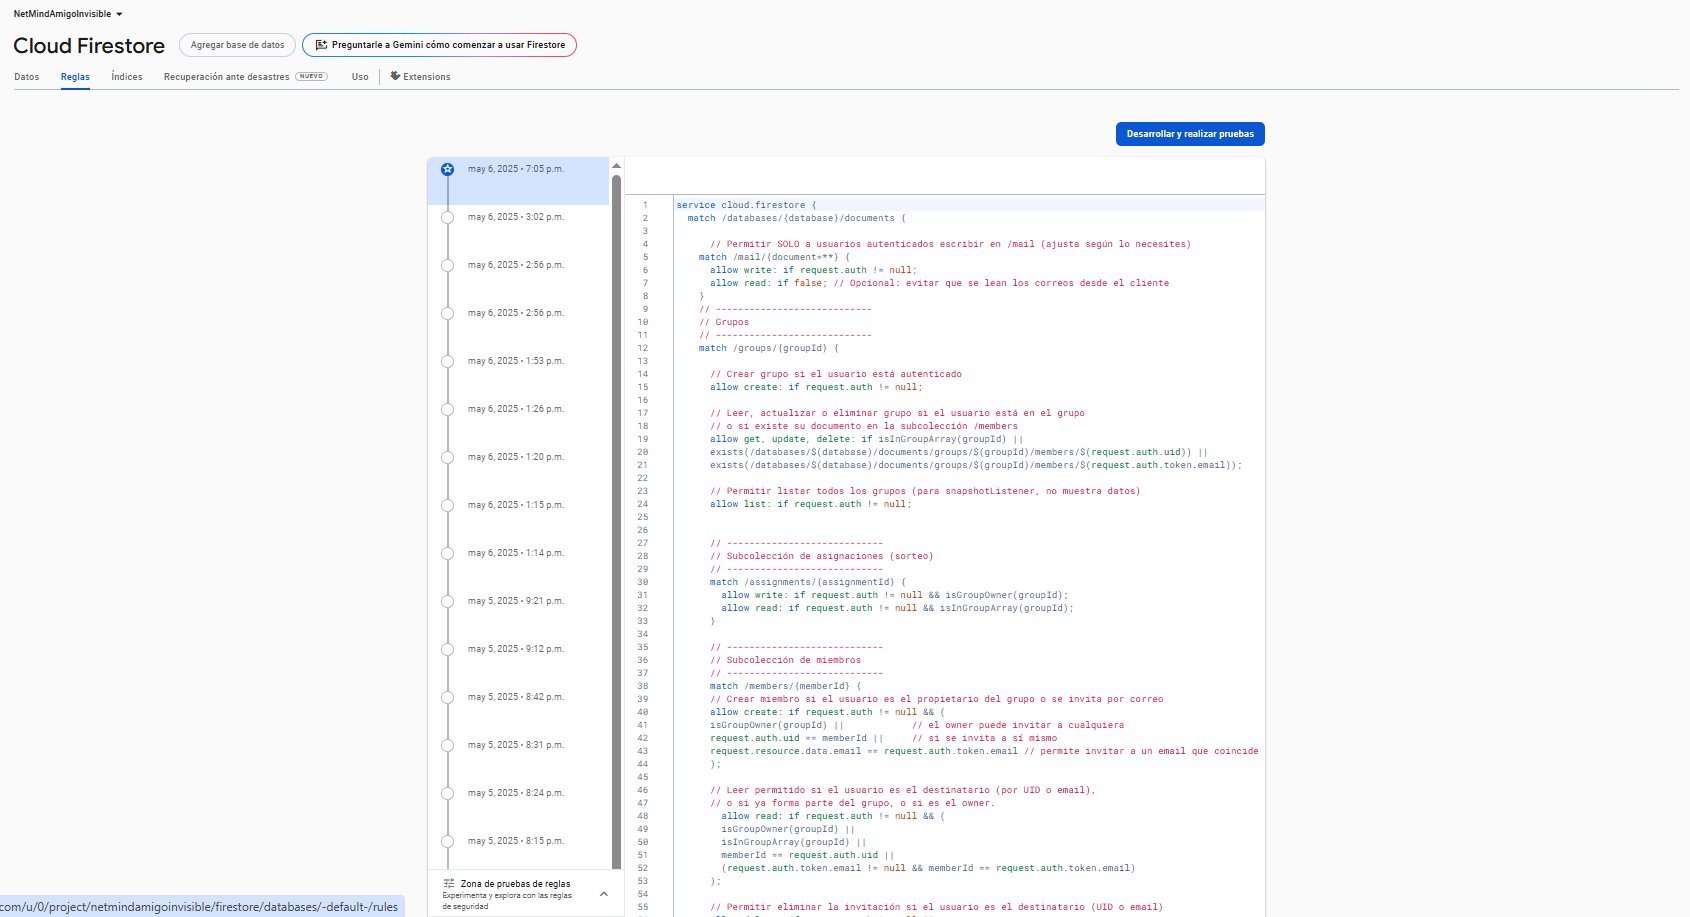 NetMindAmigoInvisible
Cloud Firestore
Agregar base de datos
Preguntarle a Gemini cómo comenzar a usar Firestore
Datos
Reglas
Índices
Recuperación ante desastres NUEVO
Uso
Extensions
Desarrollar y realizar pruebas
may 6, 2025 • 7:05 p.m.
may 6, 2025 • 3:02 p.m.
may 6, 2025 • 2:56 p.m.
may 6, 2025 • 2:56 p.m.
may 6, 2025 • 1:53 p.m.
may 6, 2025 • 1:26 p.m.
may 6, 2025 • 1:20 p.m.
may 6, 2025 • 1:15 p.m.
may 6, 2025 • 1:14 p.m.
may 5, 2025 • 9:21 p.m.
may 5, 2025 • 9:12 p.m.
may 5, 2025 • 8:42 p.m.
may 5, 2025 • 8:31 p.m.
may 5, 2025 • 8:24 p.m.
may 5, 2025 • 8:15 p.m.
Zona de pruebas de reglas
Experimenta y explora con las reglas
de seguridad
1 service cloud.firestore {
2 match /databases/{database}/documents {
3
4 // Permitir SOLO a usuarios autenticados escribir en /mail (ajusta según lo necesites)
5 match /mail/{document=**} {
6 allow write: if request.auth != null;
7 allow read: if false; // Opcional: evitar que se lean los correos desde el cliente
8 }
9 // ----------------------------
10 // Grupos
11 // ----------------------------
12 match /groups/{groupId} {
13
14 // Crear grupo si el usuario está autenticado
15 allow create: if request.auth != null;
16
17 // Leer, actualizar o eliminar grupo si el usuario está en el grupo
18 // o si existe su documento en la subcolección /members
19 allow get, update, delete: if isInGroupArray(groupId) ||
20 exists(/databases/$(database)/documents/groups/$(groupId)/members/$(request.auth.uid)) ||
21 exists(/databases/$(database)/documents/groups/$(groupId)/members/$(request.auth.token.email));
22
23 // Permitir listar todos los grupos (para snapshotListener, no muestra datos)
24 allow list: if request.auth != null;
25
26
27 // ----------------------------
28 // Subcolección de asignaciones (sorteo)
29 // ----------------------------
30 match /assignments/{assignmentId} {
31 allow write: if request.auth != null && isGroupOwner(groupId);
32 allow read: if request.auth != null && isInGroupArray(groupId);
33 }
34
35 // ----------------------------
36 // Subcolección de miembros
37 // ----------------------------
38 match /members/{memberId} {
39 // Crear miembro si el usuario es el propietario del grupo o se invita por correo
40 allow create: if request.auth != null && (
41 isGroupOwner(groupId) || // el owner puede invitar a cualquiera
42 request.auth.uid == memberId || // si se invita a sí mismo
43 request.resource.data.email == request.auth.token.email // permite invitar a un email que coincide
44 );
45
46 // Leer permitido si el usuario es el destinatario (por UID o email),
47 // o si ya forma parte del grupo, o si es el owner.
48 allow read: if request.auth != null && (
49 isGroupOwner(groupId) ||
50 isInGroupArray(groupId) ||
51 memberId == request.auth.uid ||
52 (request.auth.token.email != null && memberId == request.auth.token.email)
53 );
54
55 // Permitir eliminar la invitación si el usuario es el destinatario (UID o email)
com/u/0/project/netmindamigoinvisible/firestore/databases/-default-/rules